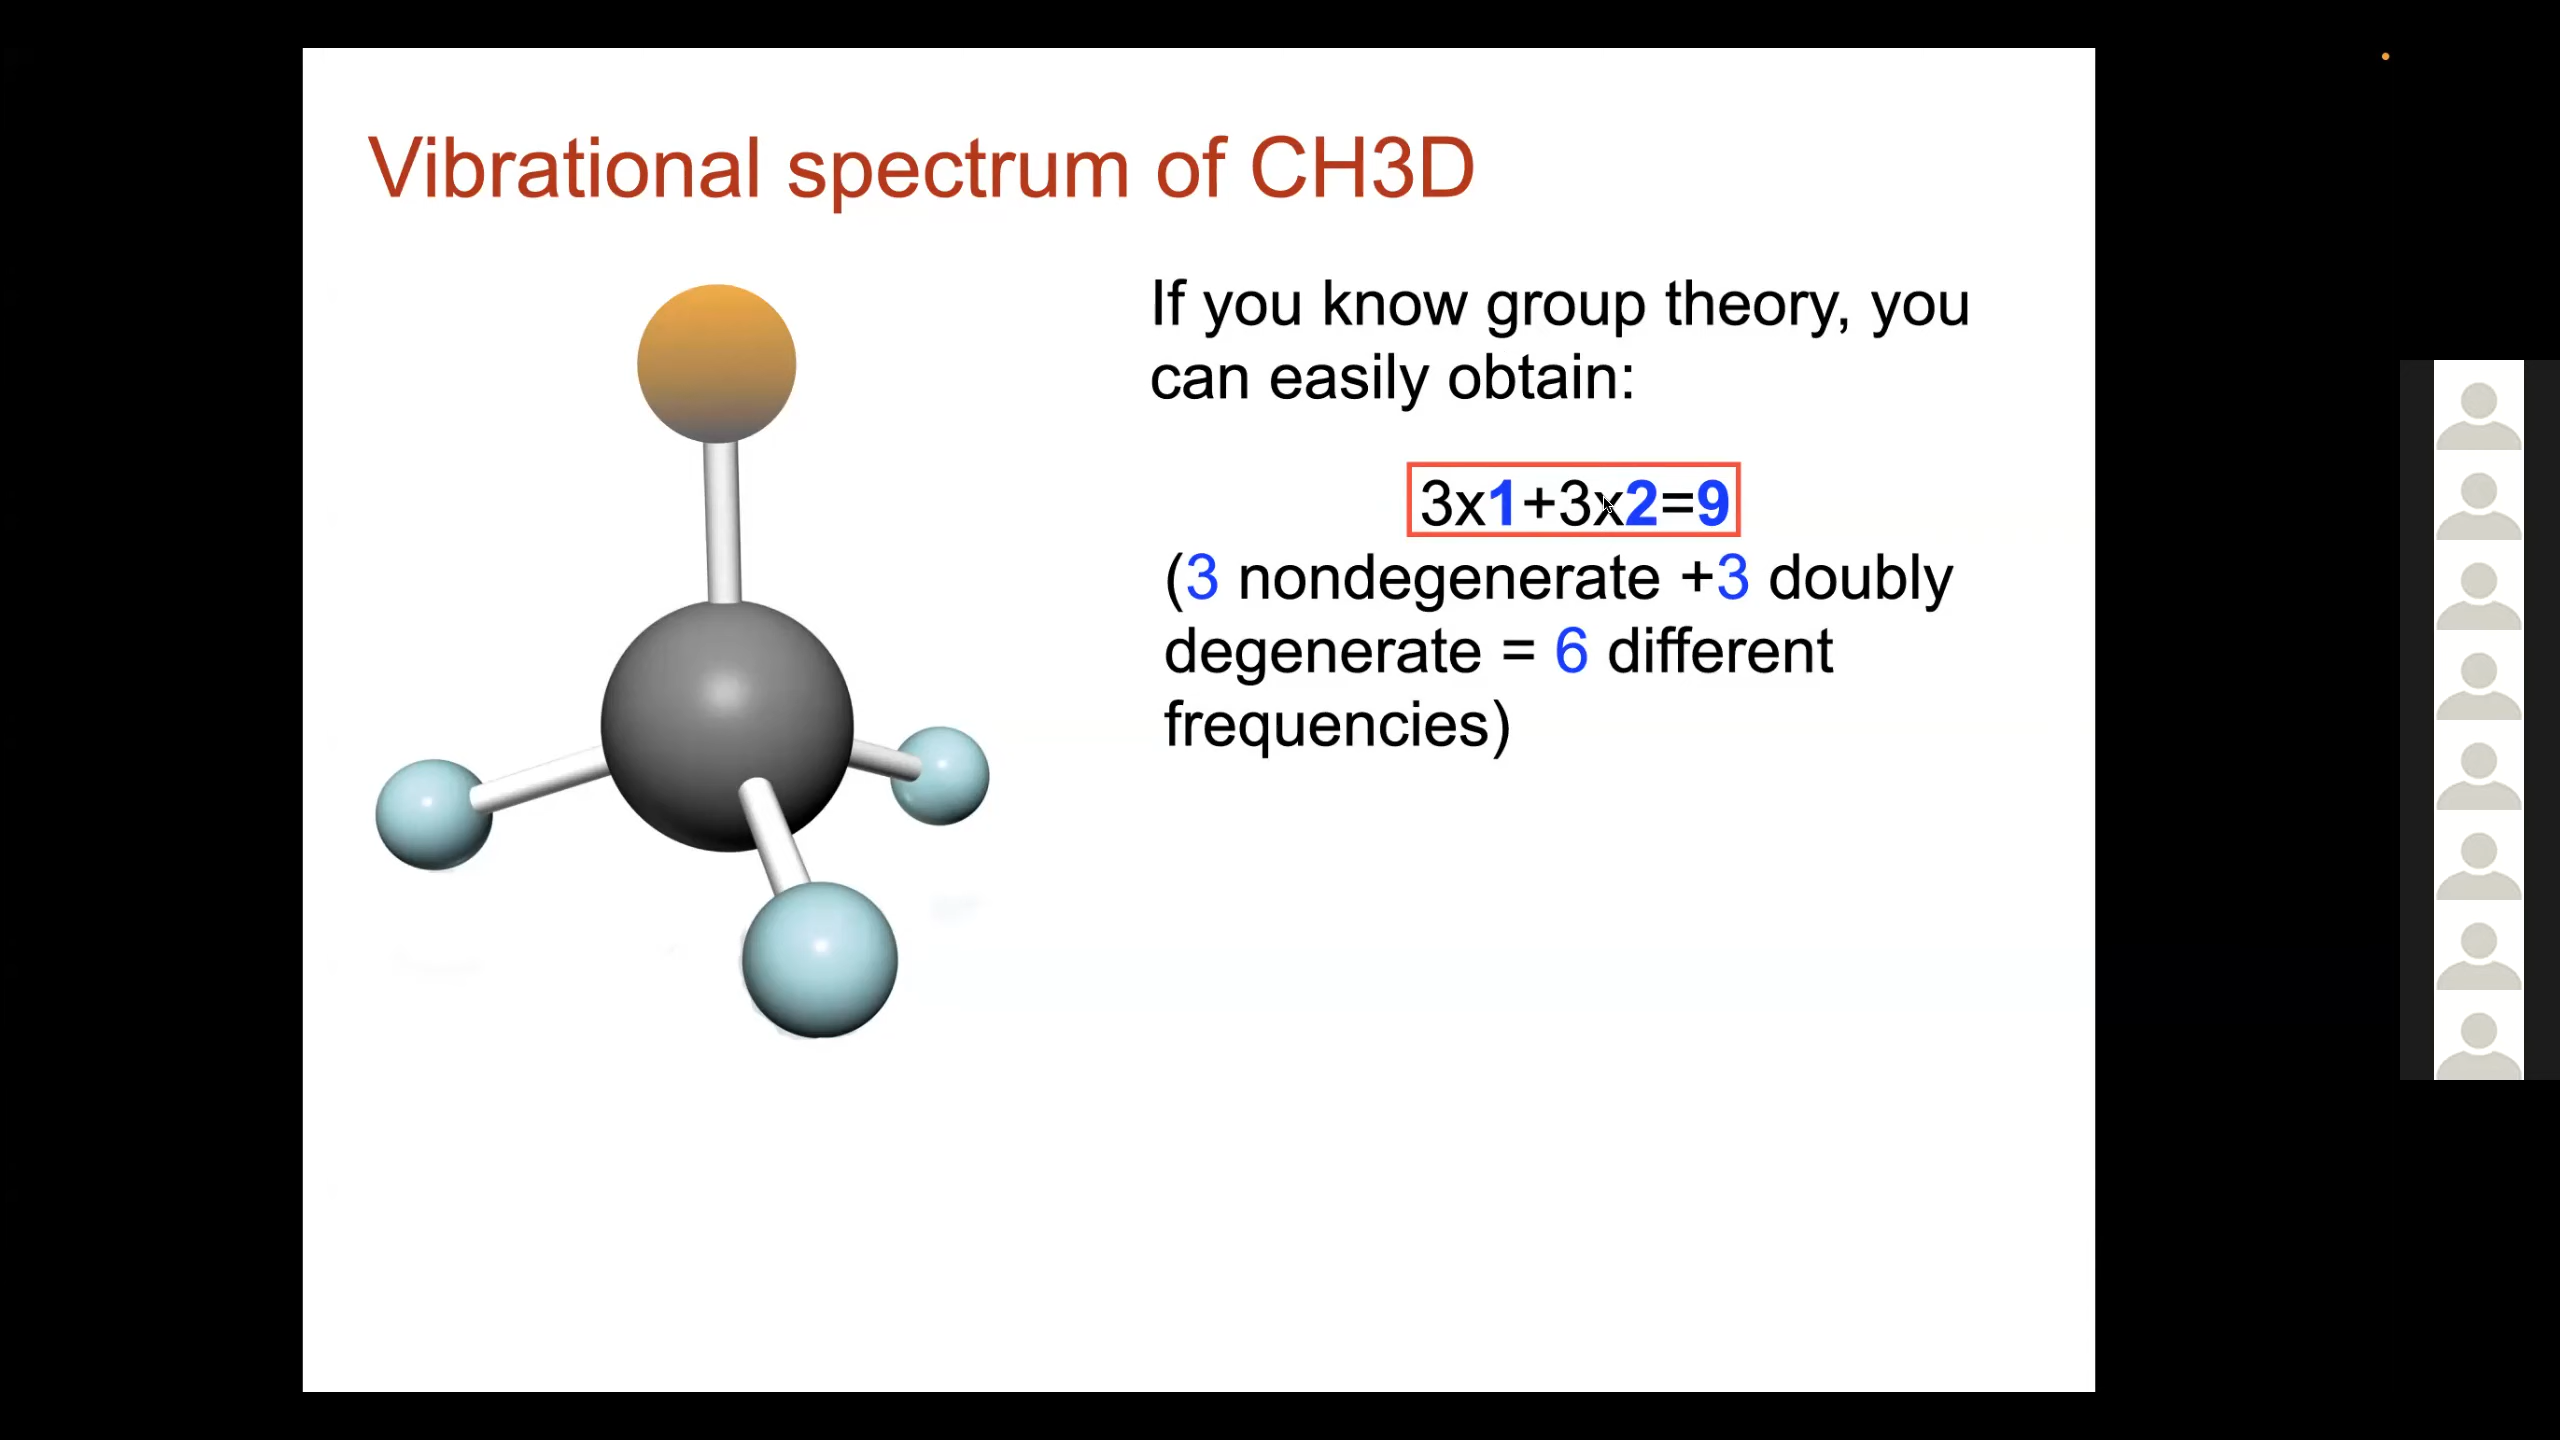 Vibrational spectrum of CH3D
If you know group theory, you
can easily obtain:
3x1+3x2=9
(3 nondegenerate +3 doubly
degenerate = 6 different
frequencies)